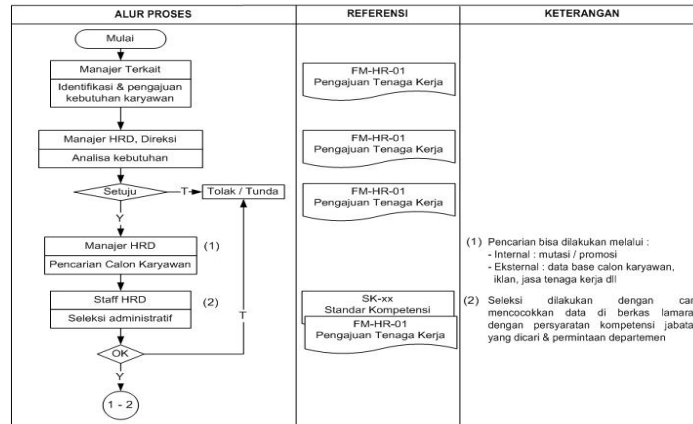 ALUR PROSES
REFERENSI
KETERANGAN
Mulai
Manajer Terkait
Identifikasi & pengajuan
kebutuhan karyawan
FM-HR-01
Pengajuan Tenaga Kerja
Manajer HRD, Direksi
Analisa kebutuhan
FM-HR-01
Pengajuan Tenaga Kerja
Setuju
T
Tolak / Tunda
FM-HR-01
Pengajuan Tenaga Kerja
Y
Manajer HRD
(1)
Pencarian Calon Karyawan
(1) Pencarian bisa dilakukan melalui :
- Internal : mutasi / promosi
- Eksternal : data base calon karyawan,
iklan, jasa tenaga kerja dll
Staff HRD
(2)
Seleksi administratif
T
SK-xx
Standar Kompetensi
FM-HR-01
Pengajuan Tenaga Kerja
(2) Seleksi dilakukan dengan car
mencocokkan data di berkas lamara
dengan persyaratan kompetensi jabata
yang dicari & permintaan departemen
OK
Y
1 - 2